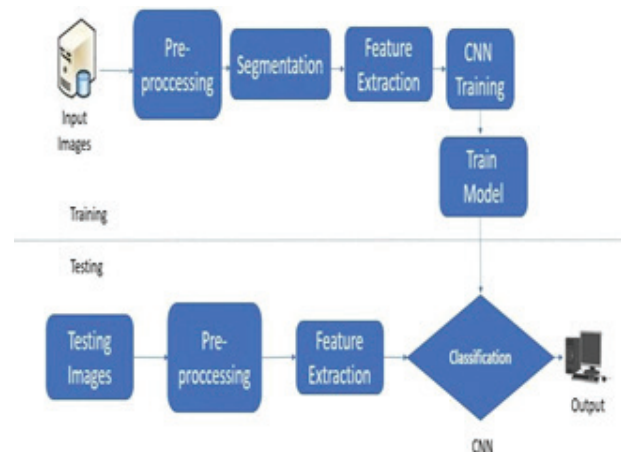 Input
Images
Pre-
proccessing
Segmentation
Feature
Extraction
CNN
Training
Train
Model
Training
Testing
Testing
Images
Pre-
proccessing
Feature
Extraction
Classification
CNN
Output